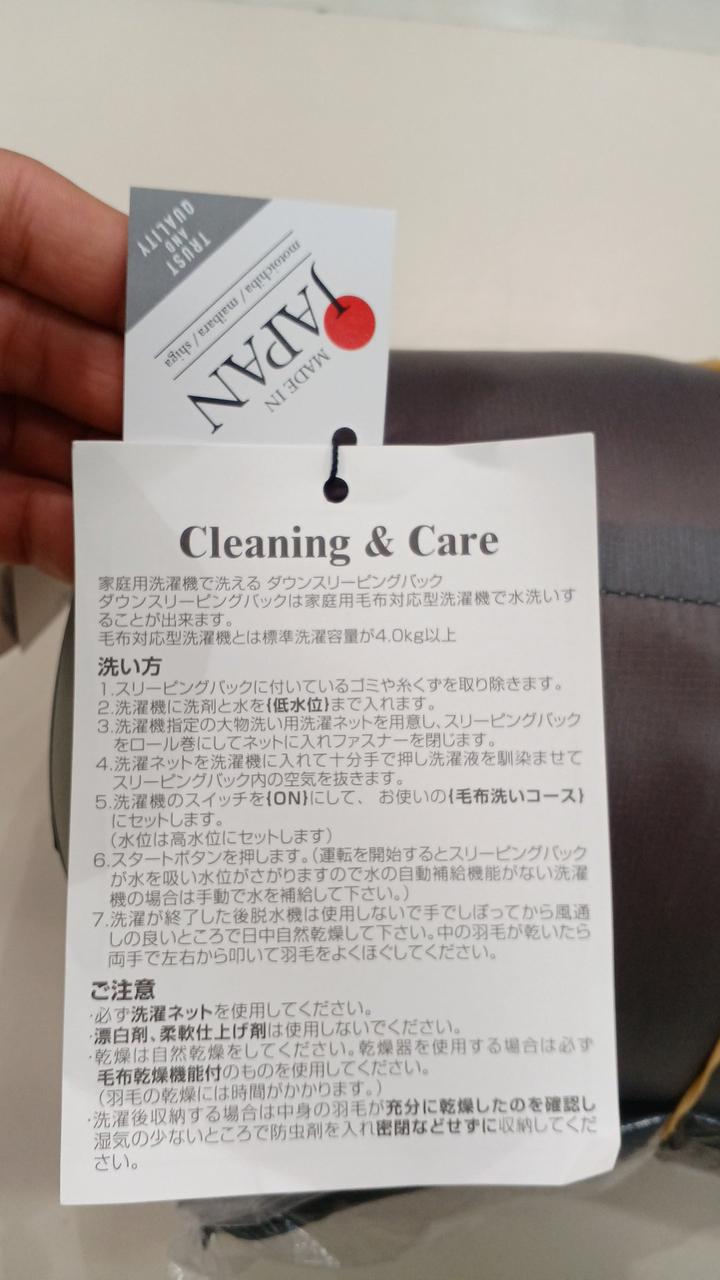 TRUST
AND
QUALITY
motoichiba / maibara / shiga
JAPAN
MADE IN
Cleaning & Care
家庭用洗濯機で洗える ダウンスリーピングバック
ダウンスリーピングバックは家庭用毛布対応型洗濯機で水洗いす
ることが出来ます。
毛布対応型洗濯機とは標準洗濯容量が4.0kg以上
洗い方
1.スリーピングバックに付いているゴミや糸くずを取り除きます。
2.洗濯機に洗剤と水を{低水位}まで入れます。
3.洗濯機指定の大物洗い用洗濯ネットを用意し、スリーピングバック
をロール巻にしてネットに入れファスナーを閉じます。
4.洗濯ネットを洗濯機に入れて十分手で押し洗濯液を馴染ませて
スリーピングバック内の空気を抜きます。
5.洗濯機のスイッチを{ON}にして、 お使いの{毛布洗いコース}
にセットします。
（水位は高水位にセットします）
6.スタートボタンを押します。（運転を開始するとスリーピングバック
が水を吸い水位がさがりますので水の自動補給機能がない洗濯
機の場合は手動で水を補給して下さい。）
7.洗濯が終了した後脱水機は使用しないで手でしぼってから風通
しの良いところで日中自然乾燥して下さい。中の羽毛が乾いたら
両手で左右から叩いて羽毛をよくほぐしてください。
ご注意
・必ず洗濯ネットを使用してください。
・漂白剤、柔軟仕上げ剤は使用しないでください。
・乾燥は自然乾燥をしてください。乾燥器を使用する場合は必ず
毛布乾燥機能付のものを使用してください。
（羽毛の乾燥には時間がかかります。）
・洗濯後収納する場合は中身の羽毛が充分に乾燥したのを確認し
湿気の少ないところで防虫剤を入れ密閉などせずに収納してくだ
さい。